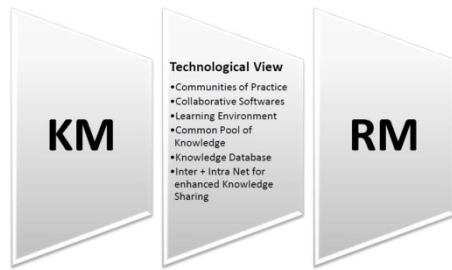 KM
Technological View
•Communities of Practice
•Collaborative Softwares
•Learning Environment
•Common Pool of
Knowledge
•Knowledge Database
•Inter + Intra Net for
enhanced Knowledge
Sharing
RM